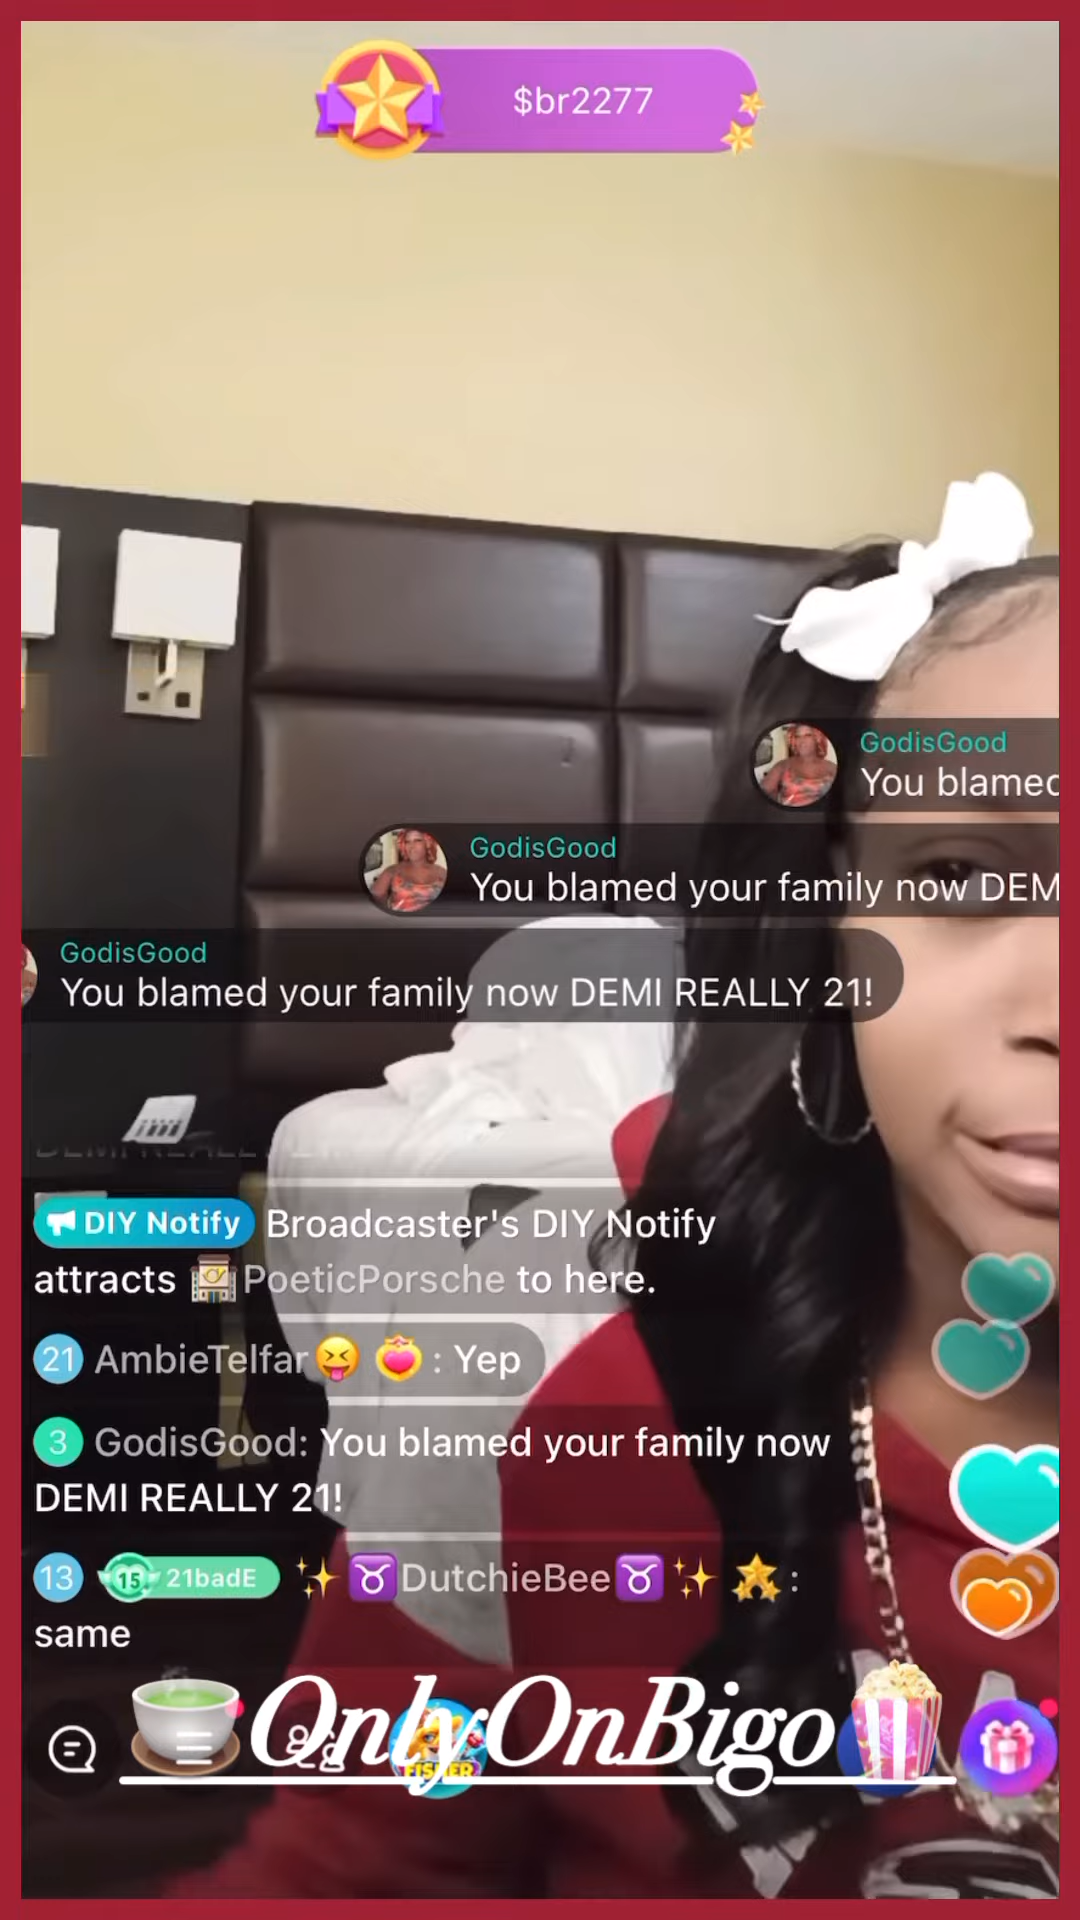 $br2277
GodisGood
You blamed
GodisGood
You blamed your family now DEM
GodisGood
You blamed your family now DEMI REALLY 21!
DIY Notify Broadcaster's DIY Notify
attracts PoeticPorsche to here.
21 AmbieTelfar😝 : Yep
3 GodisGood: You blamed your family now
DEMI REALLY 21!
13 15 21badE ✨♉DutchieBee♉✨ :
same
OnlyOnBigo
FISHER